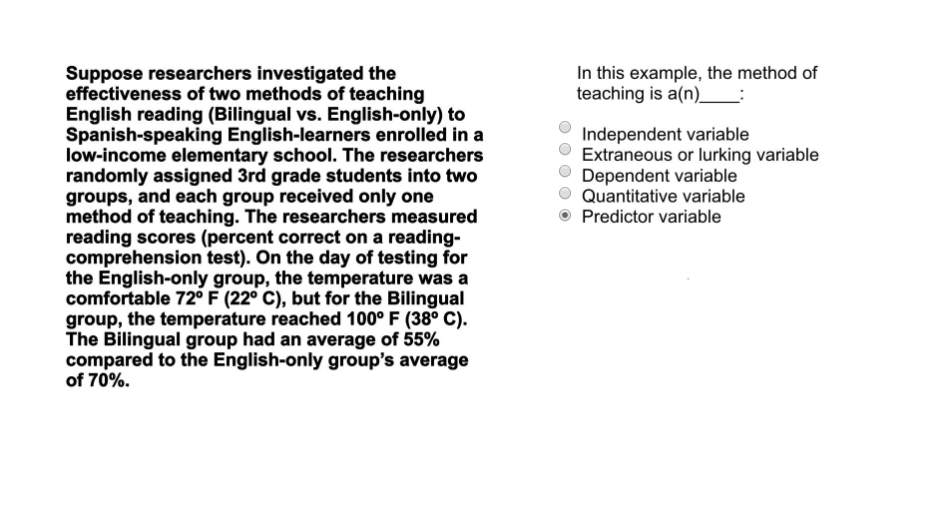 Suppose researchers investigated the
effectiveness of two methods of teaching
English reading (Bilingual vs. English-only) to
Spanish-speaking English-learners enrolled in a
low-income elementary school. The researchers
randomly assigned 3rd grade students into two
groups, and each group received only one
method of teaching. The researchers measured
reading scores (percent correct on a reading-
comprehension test). On the day of testing for
the English-only group, the temperature was a
comfortable 72º F (22º C), but for the Bilingual
group, the temperature reached 100º F (38º C).
The Bilingual group had an average of 55%
compared to the English-only group’s average
of 70%.
In this example, the method of
teaching is a(n)____:
Independent variable
Extraneous or lurking variable
Dependent variable
Quantitative variable
Predictor variable